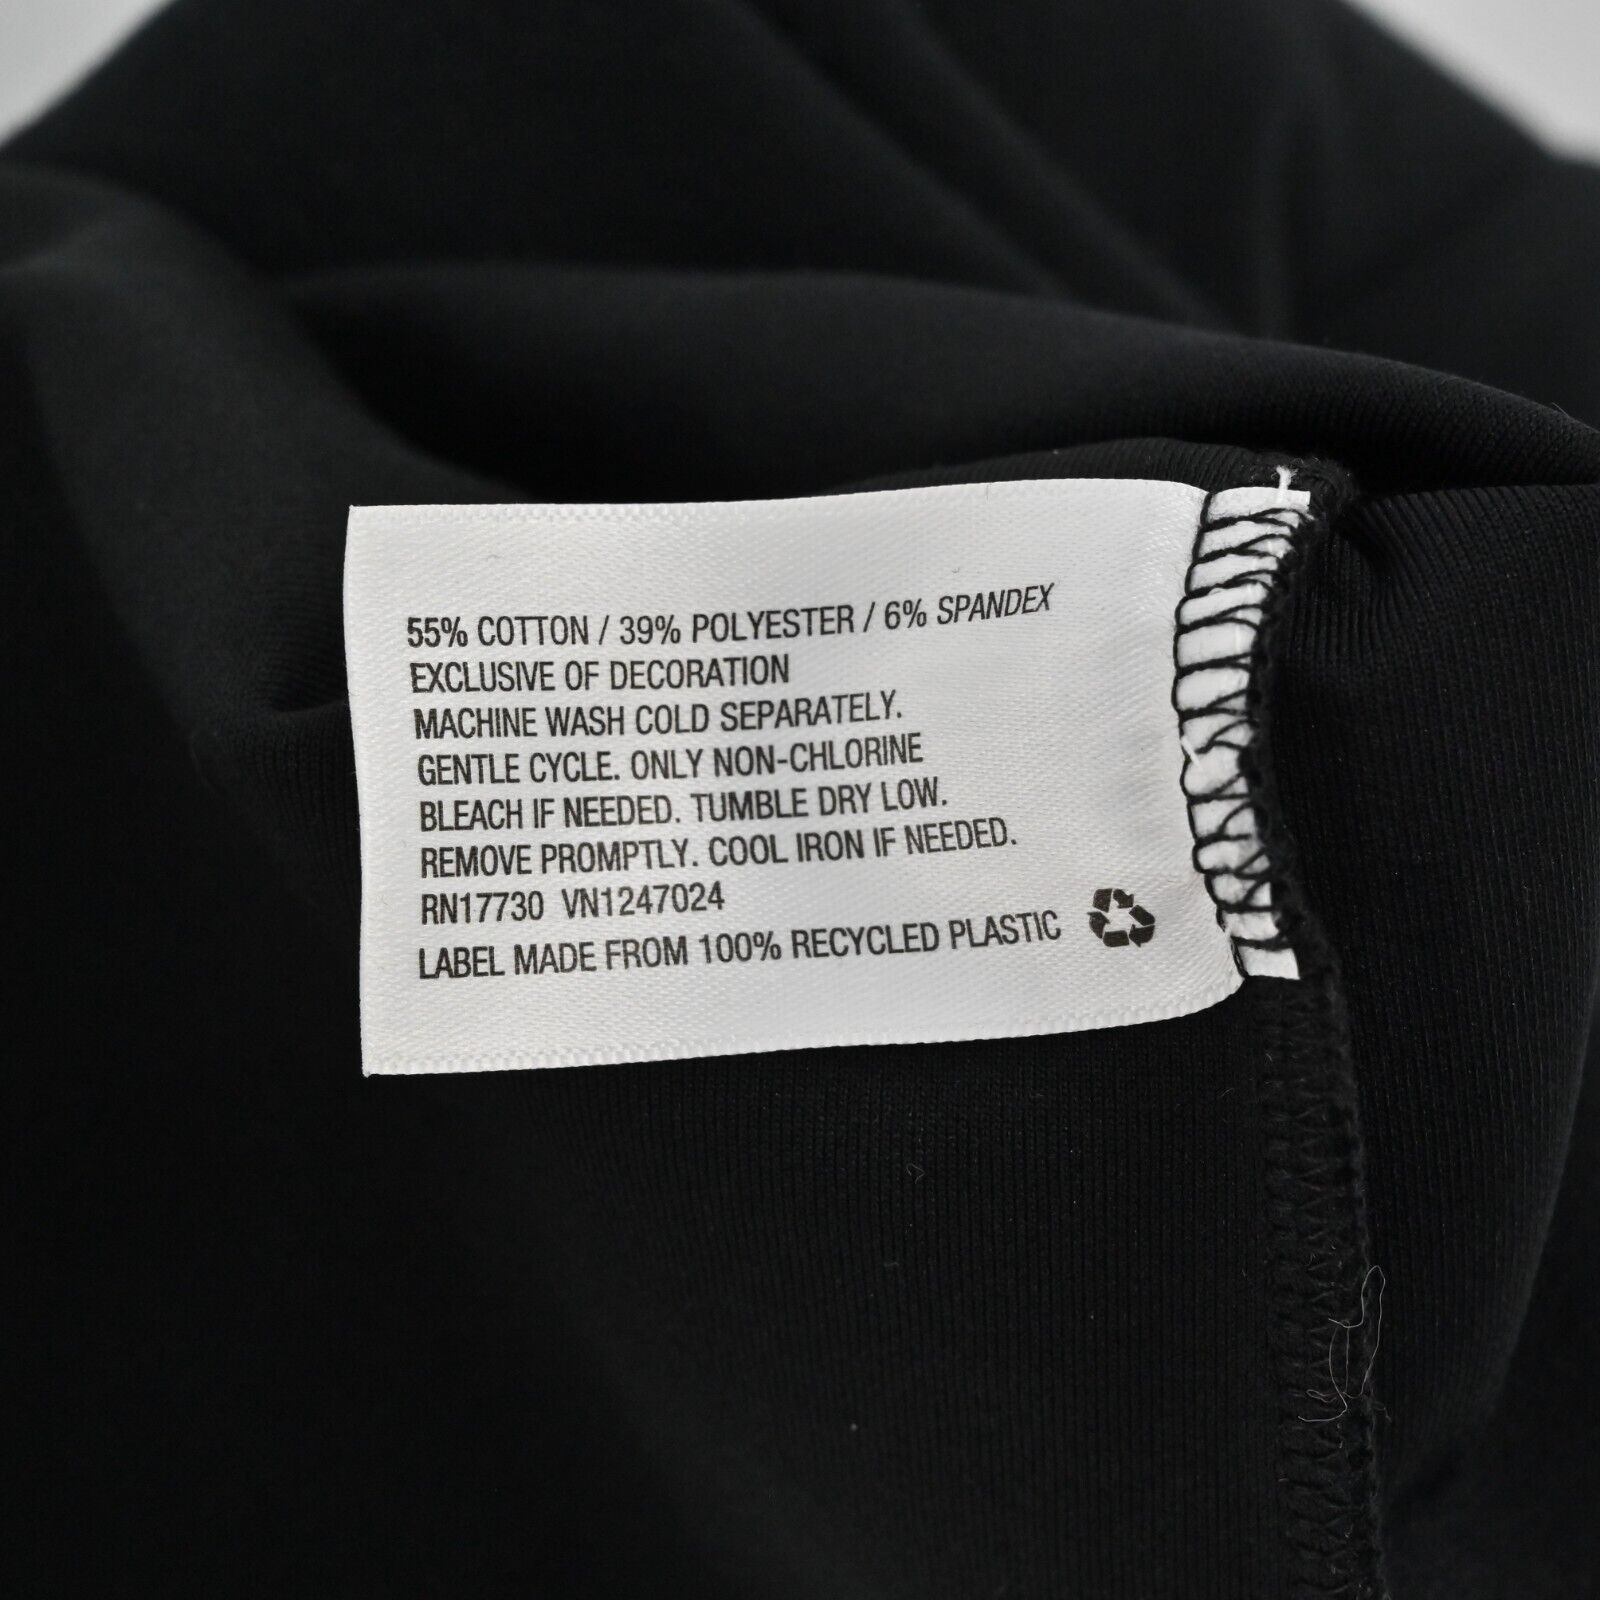 55% COTTON / 39% POLYESTER / 6% SPANDEX
EXCLUSIVE OF DECORATION
MACHINE WASH COLD SEPARATELY.
GENTLE CYCLE. ONLY NON-CHLORINE
BLEACH IF NEEDED. TUMBLE DRY LOW.
REMOVE PROMPTLY. COOL IRON IF NEEDED.
RN17730 VN1247024
LABEL MADE FROM 100% RECYCLED PLASTIC